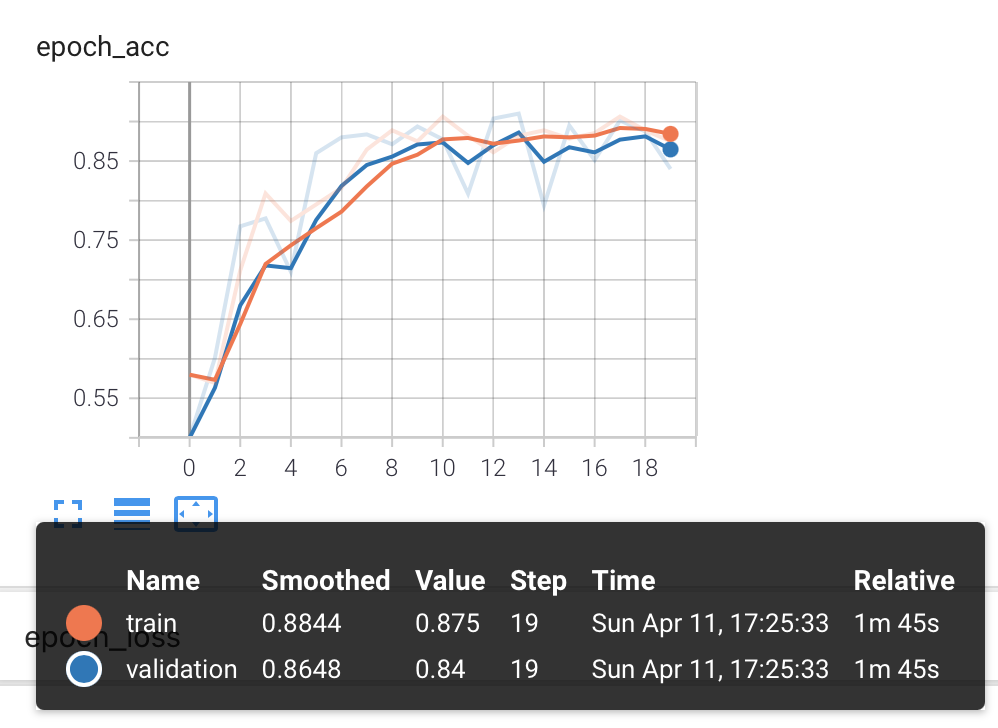 epoch_acc
0.85
0.75
0.65
0.55
0 2 4 6 8 10 12 14 16 18
Name Smoothed Value Step Time Relative
train 0.8844 0.875 19 Sun Apr 11, 17:25:33 1m 45s
epoch_loss
validation 0.8648 0.84 19 Sun Apr 11, 17:25:33 1m 45s